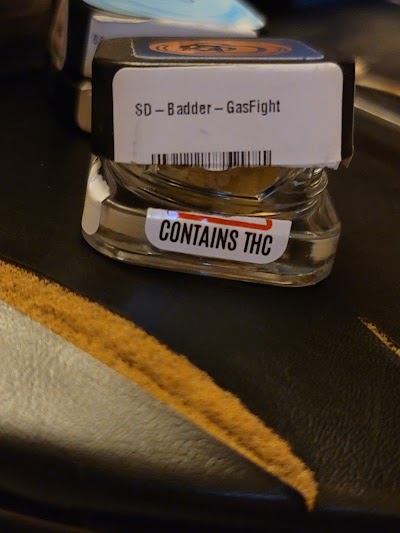 SD – Badder – GasFight
CONTAINS THC